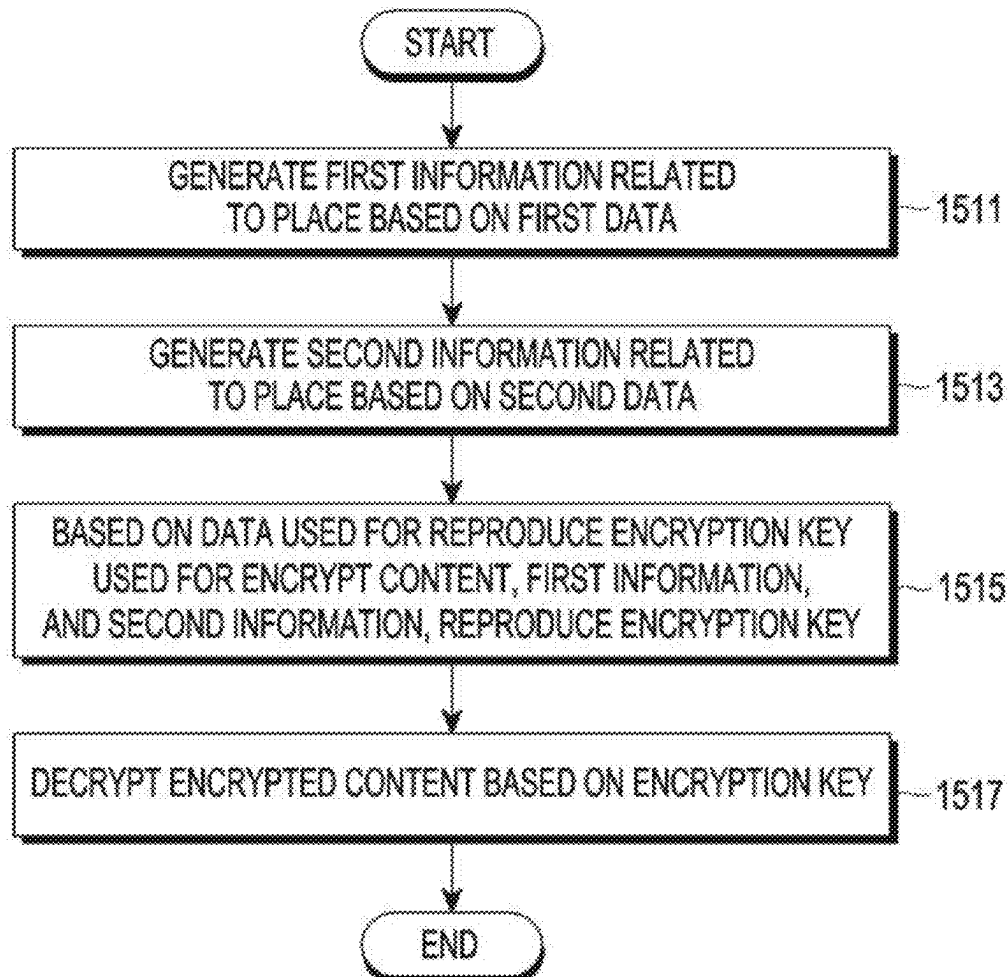 START
GENERATE FIRST INFORMATION RELATED
TO PLACE BASED ON FIRST DATA
1511
GENERATE SECOND INFORMATION RELATED
TO PLACE BASED ON SECOND DATA
1513
BASED ON DATA USED FOR REPRODUCE ENCRYPTION KEY
USED FOR ENCRYPT CONTENT, FIRST INFORMATION,
AND SECOND INFORMATION, REPRODUCE ENCRYPTION KEY
1515
DECRYPT ENCRYPTED CONTENT BASED ON ENCRYPTION KEY
1517
END